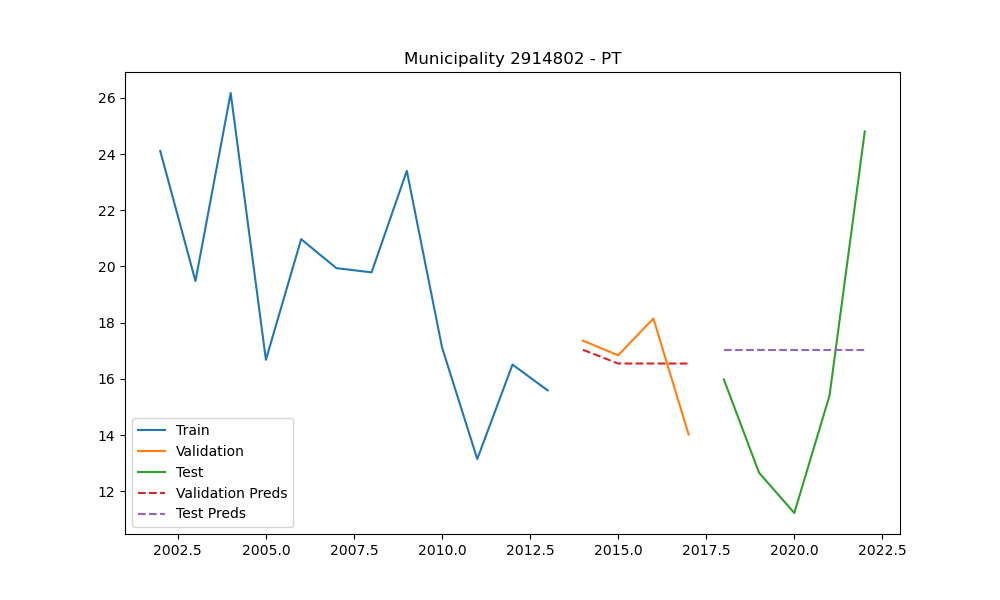 Municipality 2914802 - PT
26
24
22
20
18
16
14
12
Train
Validation
Test
Validation Preds
Test Preds
2002.5 2005.0 2007.5 2010.0 2012.5 2015.0 2017.5 2020.0 2022.5